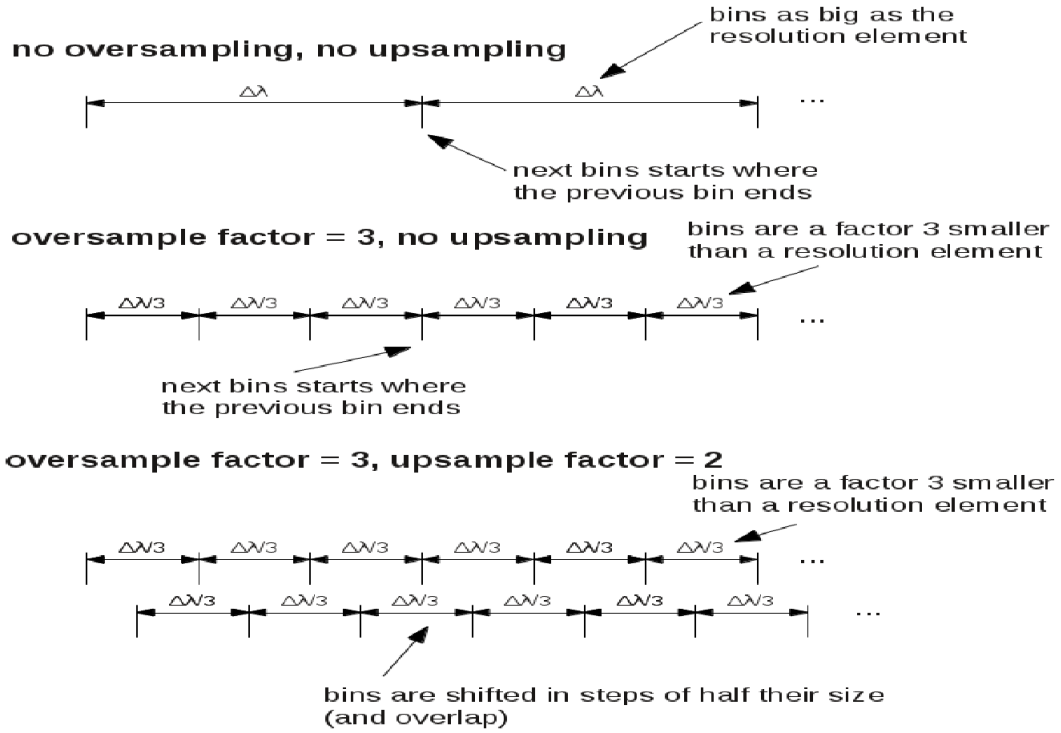 bins as big as the
resolution element
no oversampling, no upsampling
Δλ Δλ ...
next bins starts where
the previous bin ends
oversample factor = 3, no upsampling
bins are a factor 3 smaller
than a resolution element
Δλ/3 Δλ/3 Δλ/3 Δλ/3 Δλ/3 Δλ/3 ...
next bins starts where
the previous bin ends
oversample factor = 3, upsample factor = 2
bins are a factor 3 smaller
than a resolution element
Δλ/3 Δλ/3 Δλ/3 Δλ/3 Δλ/3 Δλ/3 ...
Δλ/3 Δλ/3 Δλ/3 Δλ/3 Δλ/3 Δλ/3 ...
bins are shifted in steps of half their size
(and overlap)